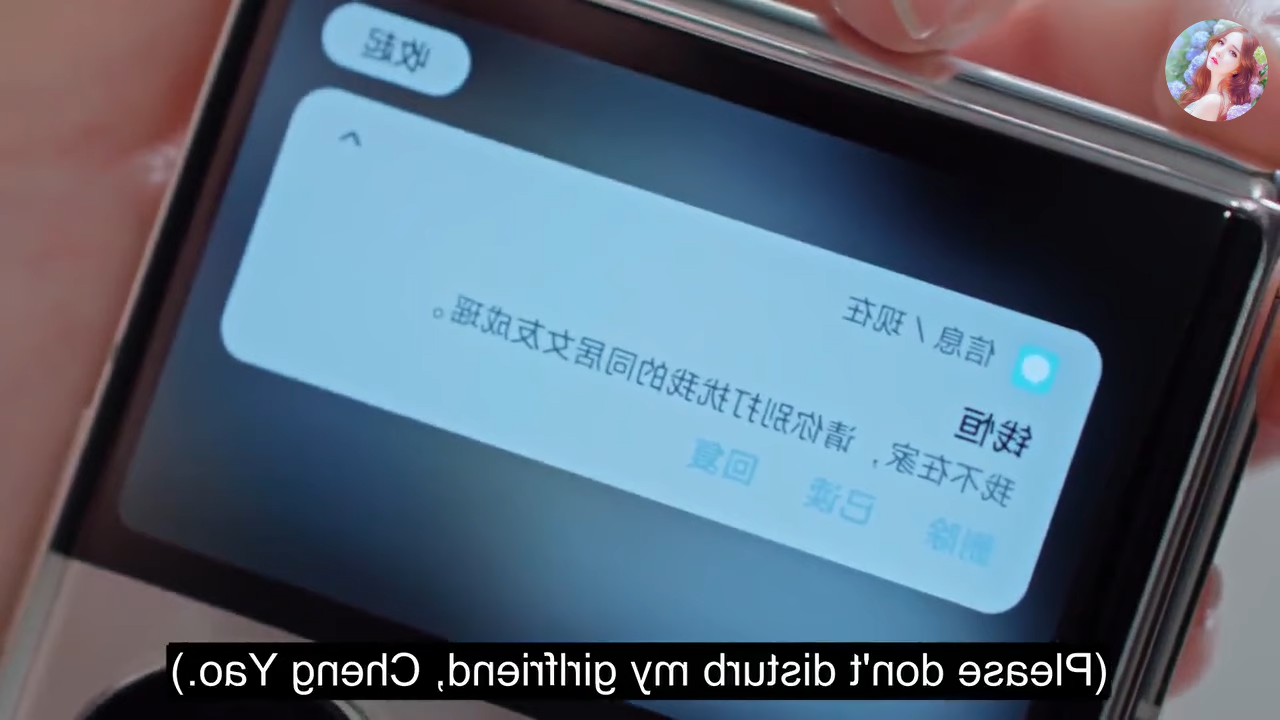 收起
信息 / 现在
钱恒
我不在家，请你别打扰我的同居女友成瑶。
删除 已读 回复
(Please don't disturb my girlfriend, Cheng Yao.)